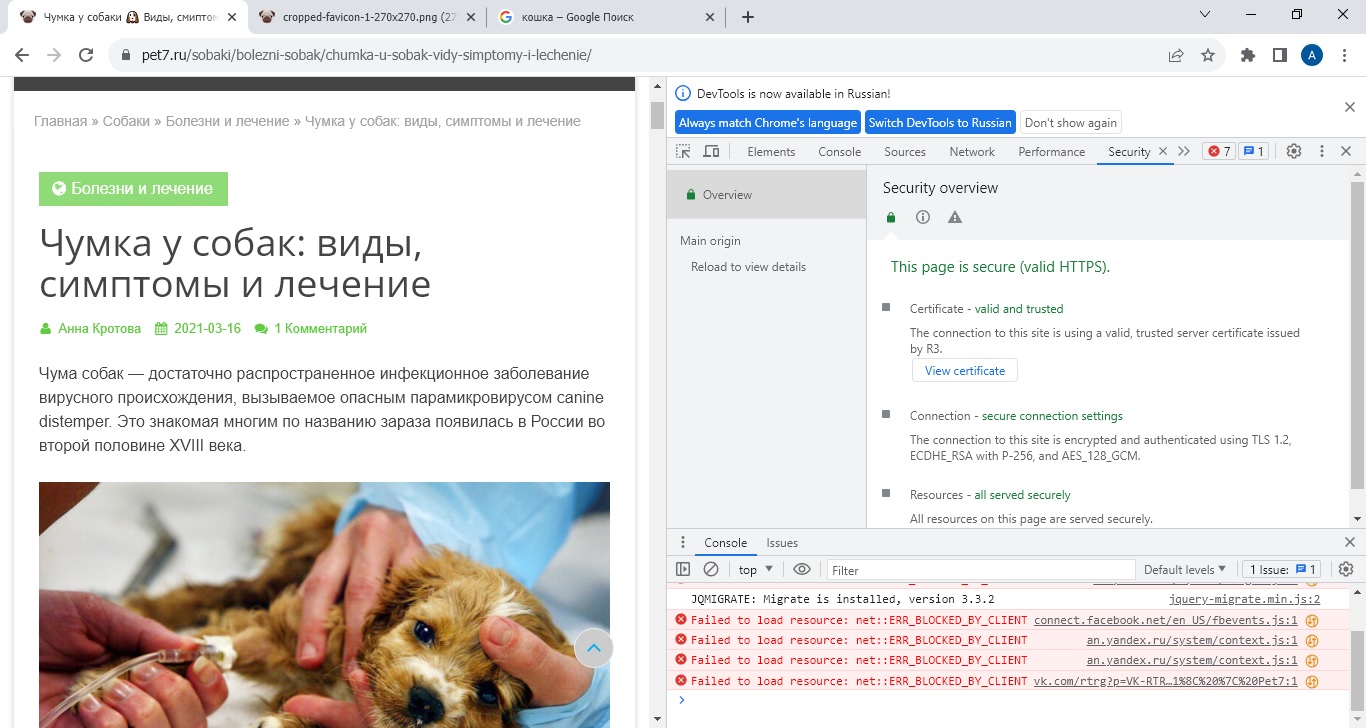 Чумка у собаки Виды, смиптом
cropped-favicon-1-270x270.png (270
кошка – Google Поиск
pet7.ru/sobaki/bolezni-sobak/chumka-u-sobak-vidy-simptomy-i-lechenie/
A
Главная » Собаки » Болезни и лечение » Чумка у собак: виды, симптомы и лечение
Болезни и лечение
Чумка у собак: виды,
симптомы и лечение
Анна Кротова 2021-03-16 1 Комментарий
Чума собак — достаточно распространенное инфекционное заболевание
вирусного происхождения, вызываемое опасным парамикровирусом canine
distemper. Это знакомая многим по названию зараза появилась в России во
второй половине XVIII века.
DevTools is now available in Russian!
Always match Chrome's language Switch DevTools to Russian Don't show again
Elements Console Sources Network Performance Security 7 1
Overview
Main origin
Reload to view details
Security overview
This page is secure (valid HTTPS).
Certificate - valid and trusted
The connection to this site is using a valid, trusted server certificate issued
by R3.
View certificate
Connection - secure connection settings
The connection to this site is encrypted and authenticated using TLS 1.2,
ECDHE_RSA with P-256, and AES_128_GCM.
Resources - all served securely
All resources on this page are served securely.
Console Issues
top Filter Default levels 1 Issue: 1
JQMIGRATE: Migrate is installed, version 3.3.2 jquery-migrate.min.js:2
Failed to load resource: net::ERR_BLOCKED_BY_CLIENT connect.facebook.net/en_US/fbevents.js:1
Failed to load resource: net::ERR_BLOCKED_BY_CLIENT an.yandex.ru/system/context.js:1
Failed to load resource: net::ERR_BLOCKED_BY_CLIENT an.yandex.ru/system/context.js:1
Failed to load resource: net::ERR_BLOCKED_BY_CLIENT vk.com/rtrg?p=VK-RTR…1%8C%20%7C%20Pet7:1